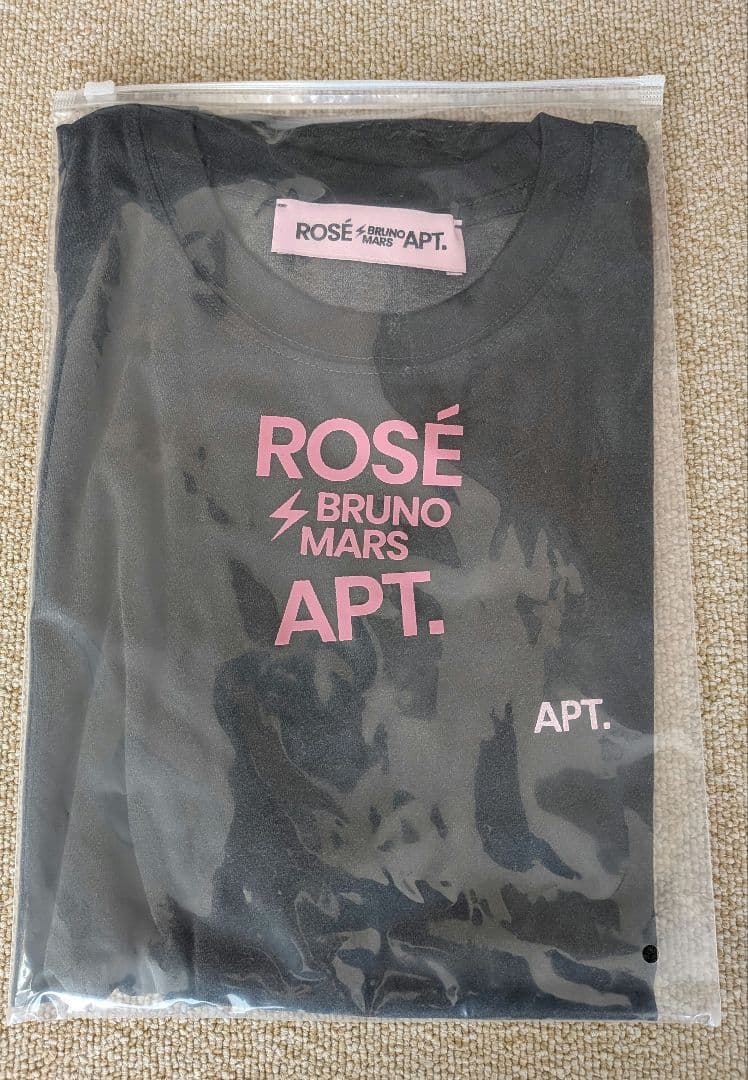 ROSÉ ⚡ BRUNO MARS APT.
ROSÉ
⚡ BRUNO
MARS
APT.
APT.